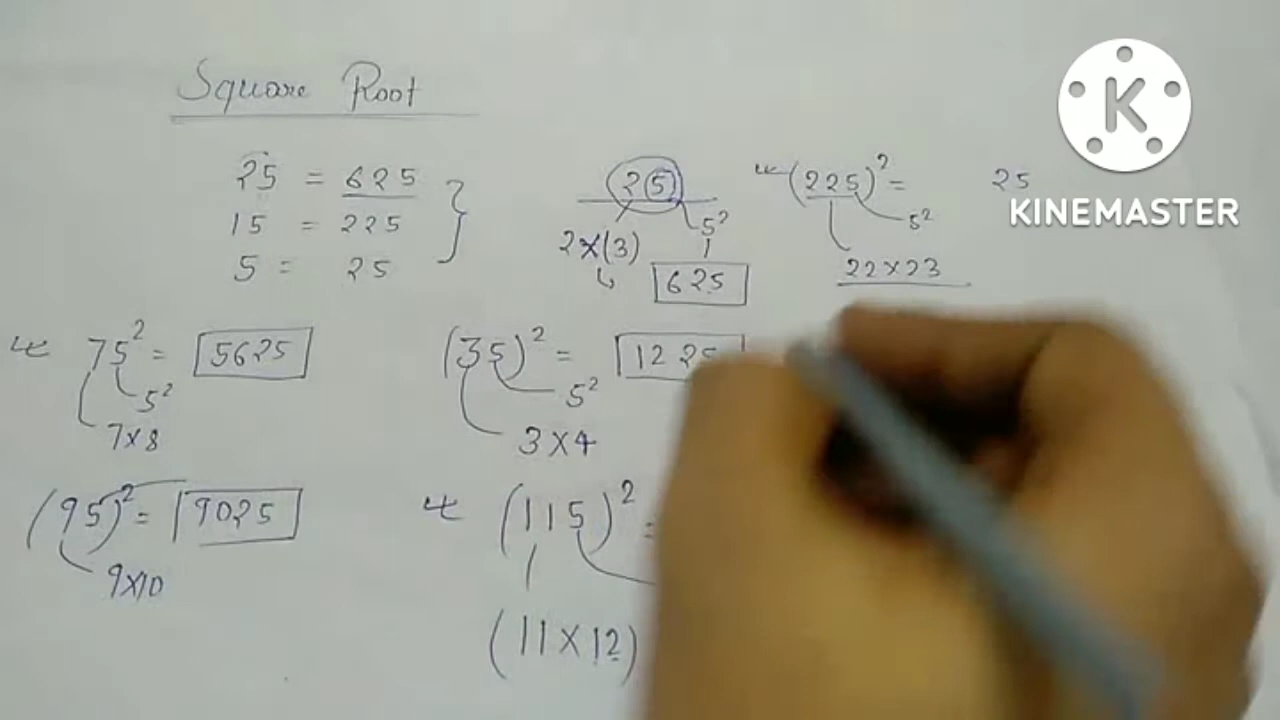 Square Root
25 = 625
15 = 225
5 = 25
25
5²
2×(3)
625
(225)² = 25
5²
22×23
75² = 5625
5²
7×8
(35)² = 1225
5²
3×4
(95)² = 9025
9×10
(115)² =
(11×12)
K
KINEMASTER